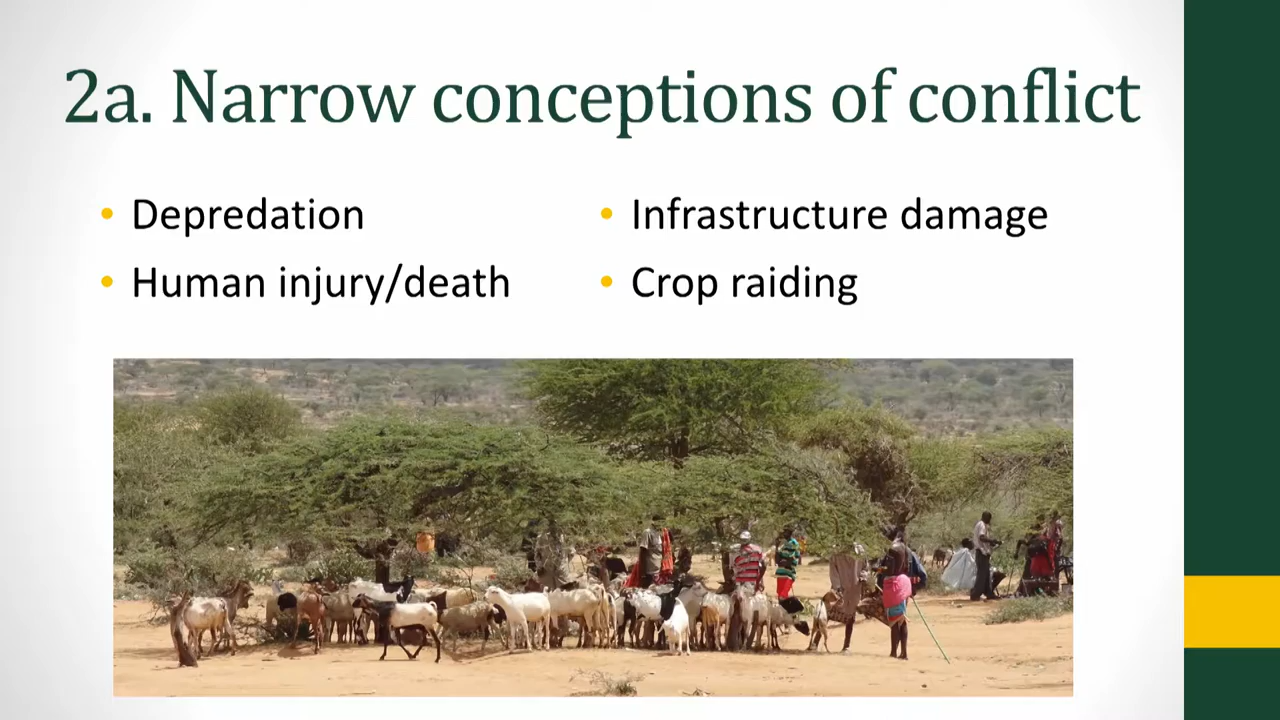 2a. Narrow conceptions of conflict
• Depredation
• Human injury/death
• Infrastructure damage
• Crop raiding